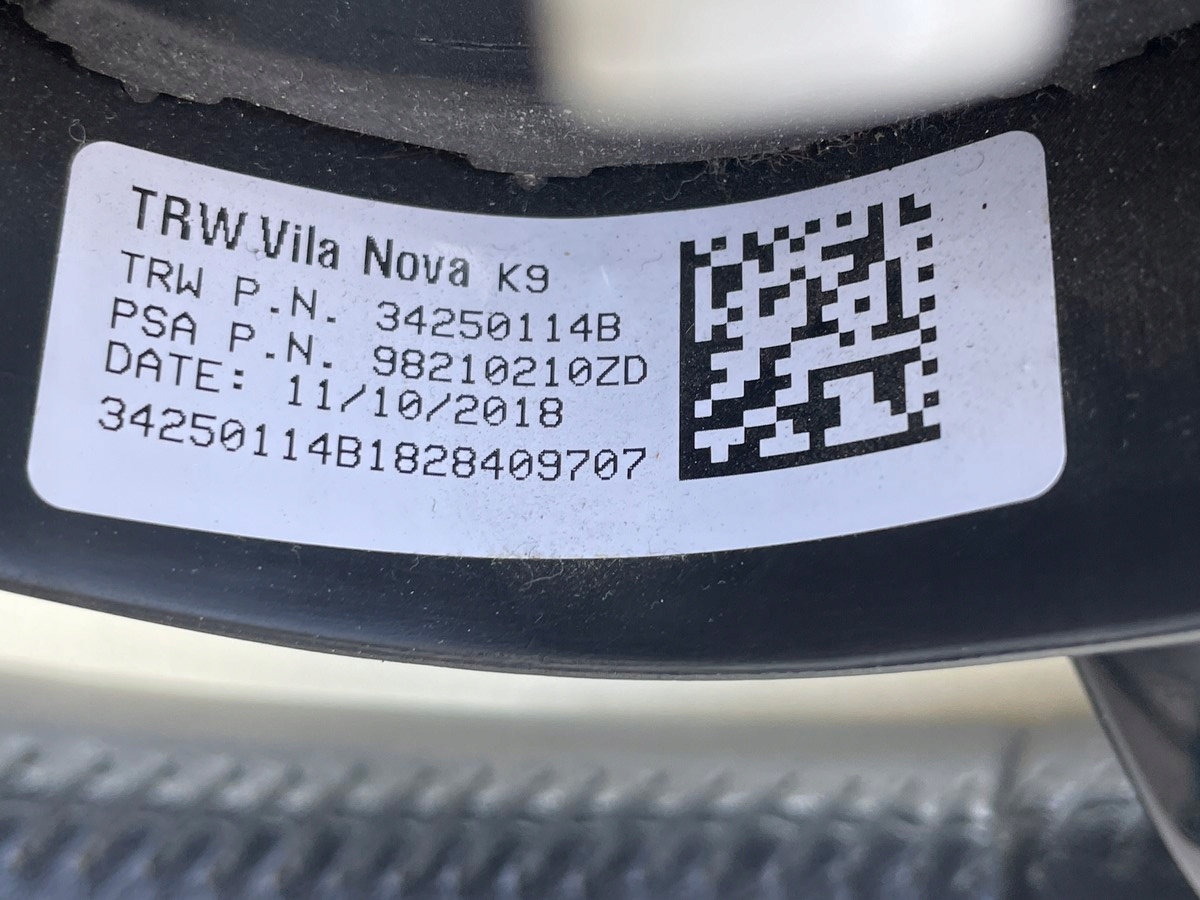 TRW Vila Nova K9
TRW P.N. 34250114B
PSA P.N. 98210210ZD
DATE: 11/10/2018
34250114B1828409707